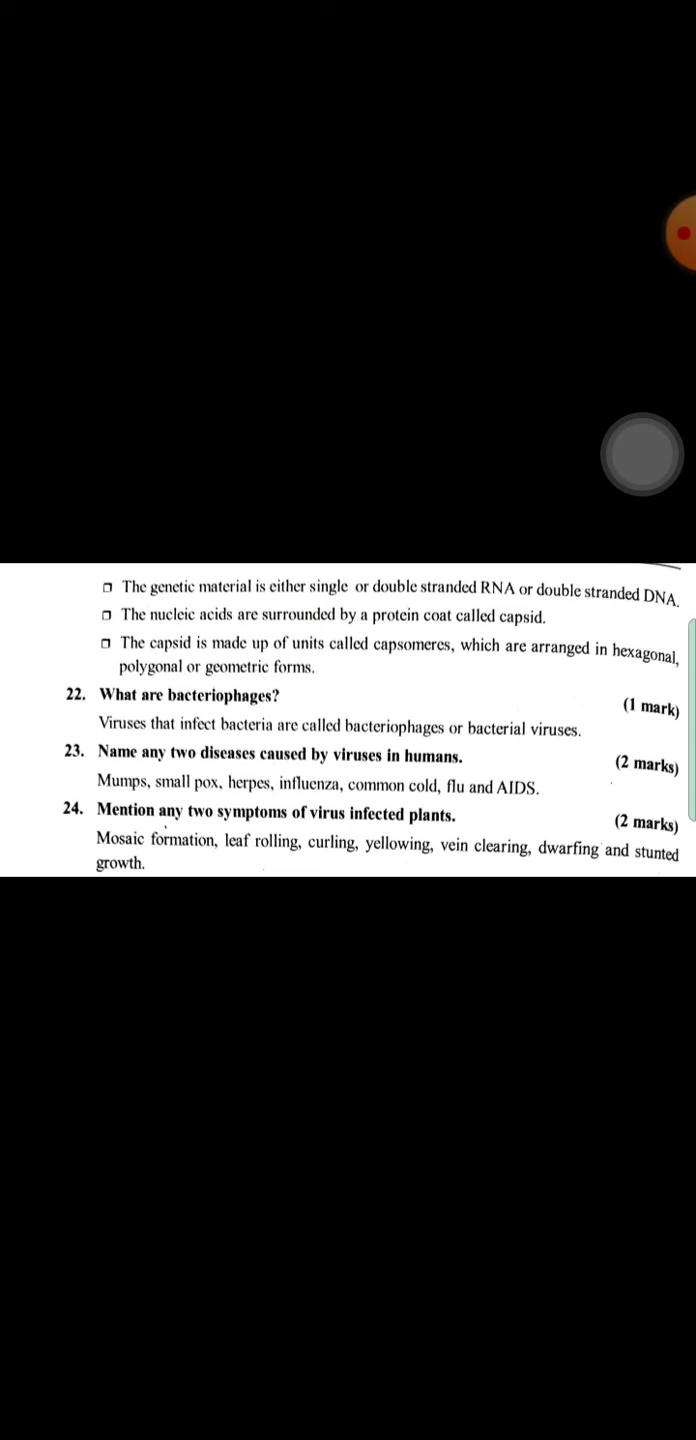 ❒ The genetic material is either single or double stranded RNA or double stranded DNA.
❒ The nucleic acids are surrounded by a protein coat called capsid.
❒ The capsid is made up of units called capsomeres, which are arranged in hexagonal,
polygonal or geometric forms.
22. What are bacteriophages? (1 mark)
Viruses that infect bacteria are called bacteriophages or bacterial viruses.
23. Name any two diseases caused by viruses in humans. (2 marks)
Mumps, small pox, herpes, influenza, common cold, flu and AIDS.
24. Mention any two symptoms of virus infected plants. (2 marks)
Mosaic formation, leaf rolling, curling, yellowing, vein clearing, dwarfing and stunted
growth.